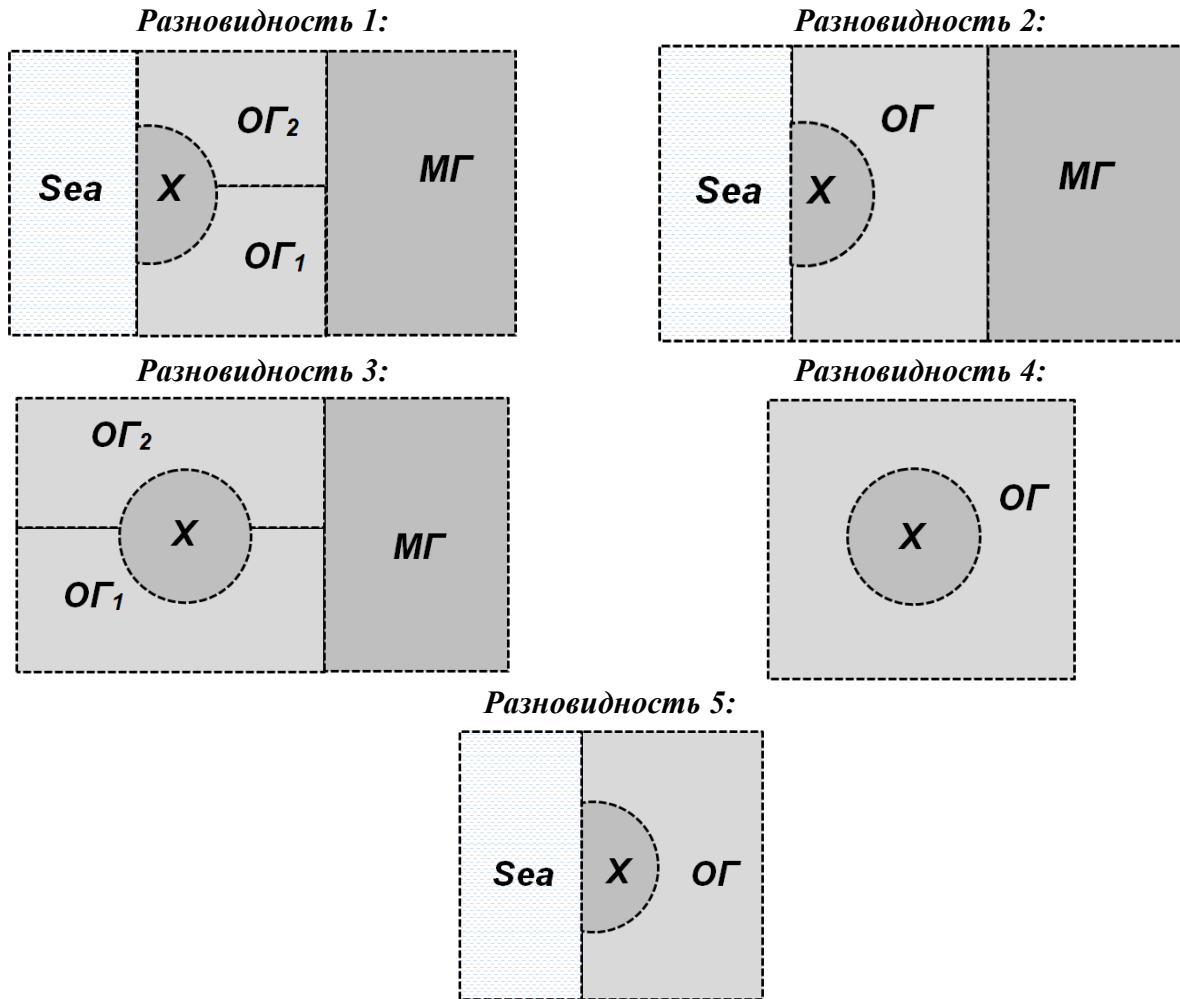 Разновидность 1:
Разновидность 2:
Sea
Х
ОГ2
ОГ1
МГ
Sea
Х
ОГ
МГ
Разновидность 3:
Разновидность 4:
ОГ2
Х
ОГ1
МГ
Х
ОГ
Разновидность 5:
Sea
Х
ОГ